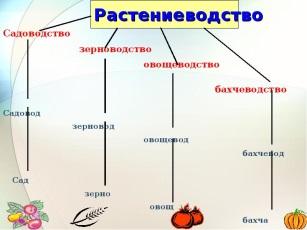 Растениеводство
Садоводство
зерноводство
овощеводство
бахчеводство
Садовод
зерновод
овощевод
бахчевод
Сад
зерно
овощ
бахча